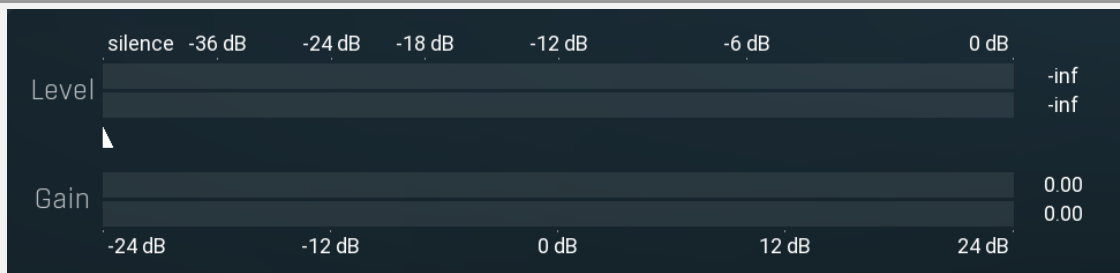 silence -36 dB -24 dB -18 dB -12 dB -6 dB 0 dB
Level -inf
-inf
Gain 0.00
0.00
-24 dB -12 dB 0 dB 12 dB 24 dB